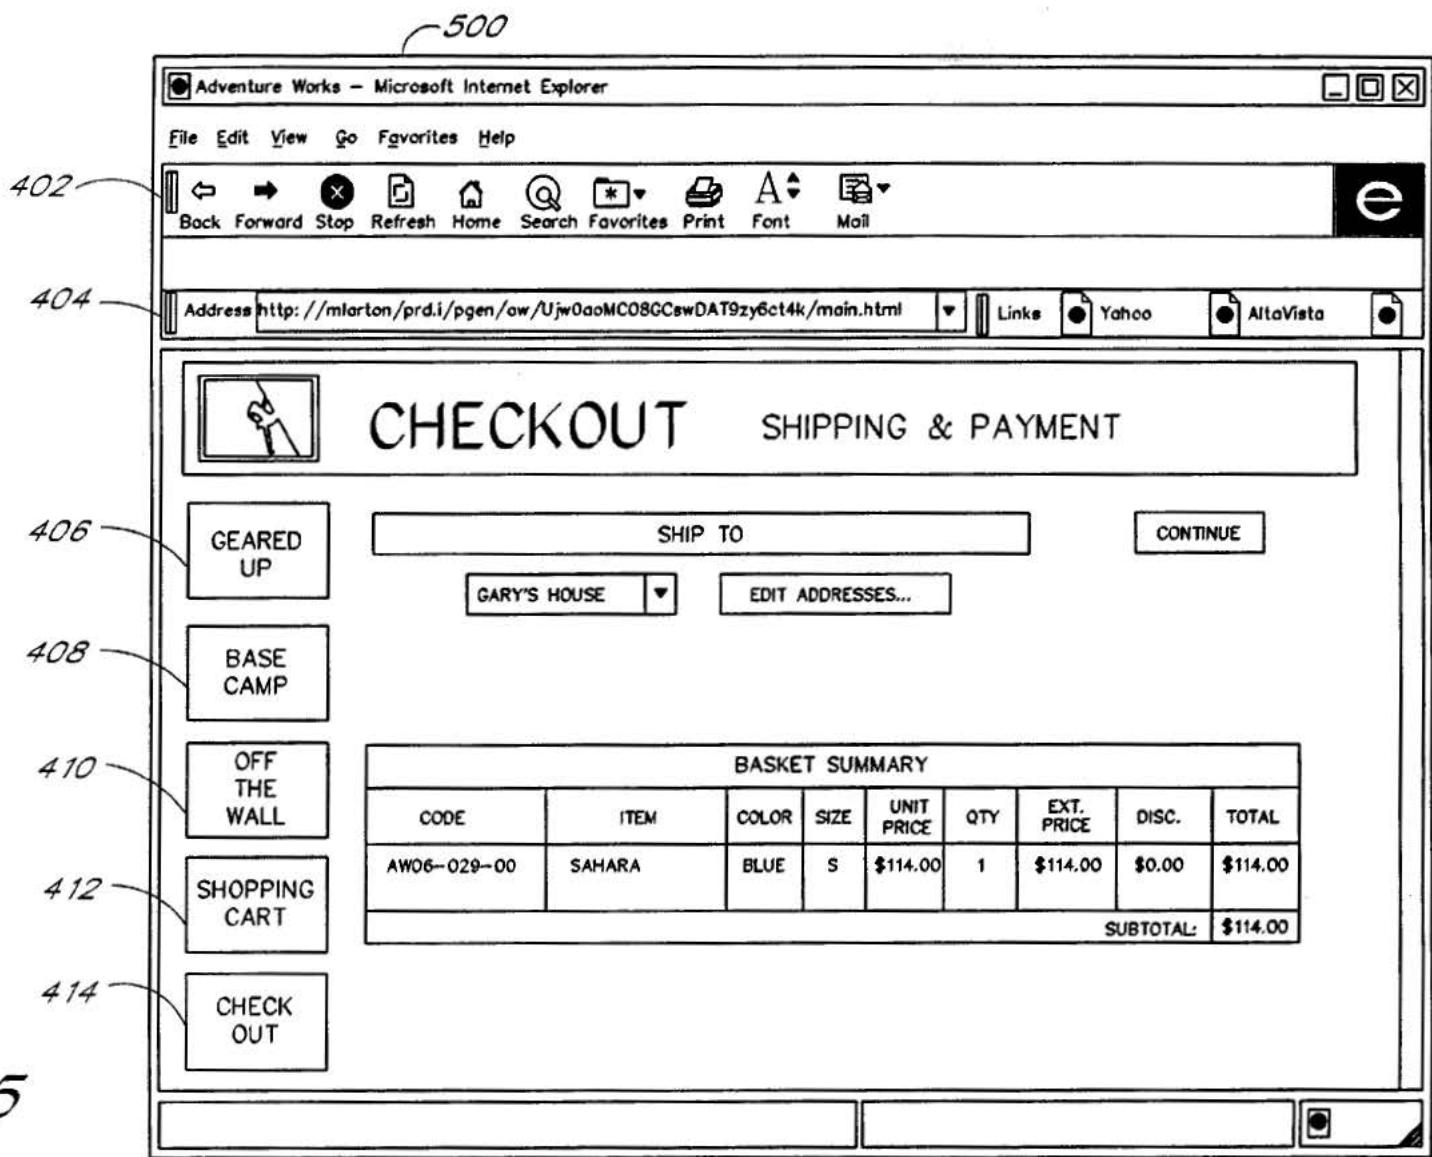 500
Adventure Works – Microsoft Internet Explorer
File Edit View Go Favorites Help
402
Back Forward Stop Refresh Home Search Favorites Print Font Mail
404
Address http://mlarton/prd.i/pgen/aw/Ujw0aoMC08GCswDAT9zy6ct4k/main.html Links Yahoo AltaVista
CHECKOUT SHIPPING & PAYMENT
406
GEARED
UP
SHIP TO
CONTINUE
GARY'S HOUSE
EDIT ADDRESSES...
408
BASE
CAMP
410
OFF
THE
WALL
BASKET SUMMARY
CODE ITEM COLOR SIZE UNIT PRICE QTY EXT. PRICE DISC. TOTAL
AW06–029–00 SAHARA BLUE S $114.00 1 $114.00 $0.00 $114.00
SUBTOTAL: $114.00
412
SHOPPING
CART
414
CHECK
OUT
5